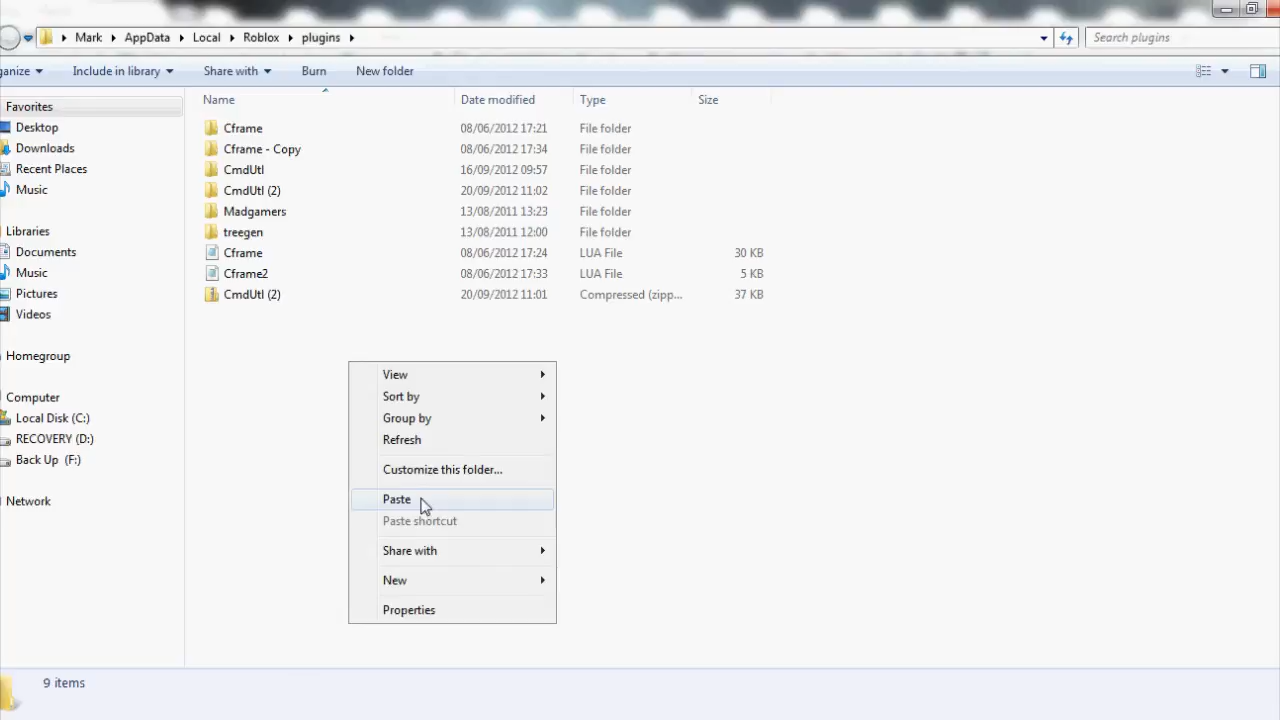 Mark AppData Local Roblox plugins Search plugins
ganize Include in library Share with Burn New folder
Name Date modified Type Size
Favorites
Desktop
Downloads
Recent Places
Music
Libraries
Documents
Music
Pictures
Videos
Homegroup
Computer
Local Disk (C:)
RECOVERY (D:)
Back Up (F:)
Network
Cframe 08/06/2012 17:21 File folder
Cframe - Copy 08/06/2012 17:34 File folder
CmdUtl 16/09/2012 09:57 File folder
CmdUtl (2) 20/09/2012 11:02 File folder
Madgamers 13/08/2011 13:23 File folder
treegen 13/08/2011 12:00 File folder
Cframe 08/06/2012 17:24 LUA File 30 KB
Cframe2 08/06/2012 17:33 LUA File 5 KB
CmdUtl (2) 20/09/2012 11:01 Compressed (zipp... 37 KB
View
Sort by
Group by
Refresh
Customize this folder...
Paste
Paste shortcut
Share with
New
Properties
9 items